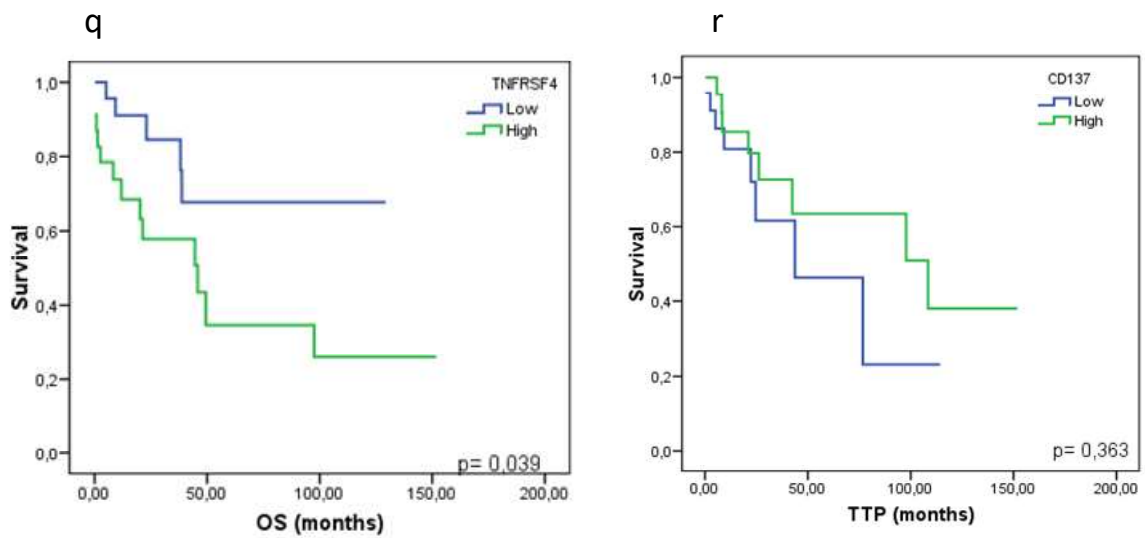 q
TNFRSF4
Low
High
1,0
0,8
0,6
0,4
0,2
0,0
Survival
p= 0,039
0,00 50,00 100,00 150,00 200,00
OS (months)
r
CD137
Low
High
1,0
0,8
0,6
0,4
0,2
0,0
Survival
p= 0,363
0,00 50,00 100,00 150,00 200,00
TTP (months)